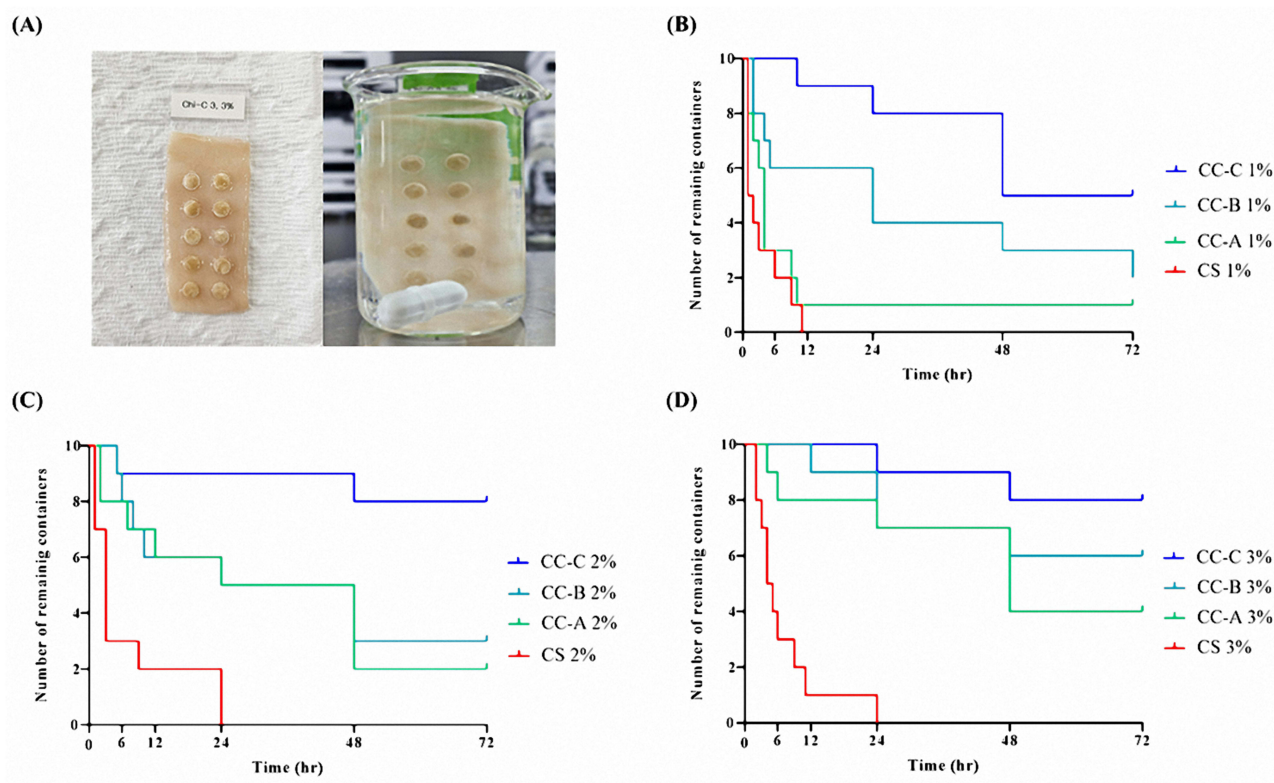 (A)
Chi-C 3, 3%
(B)
Number of remainig containers
10
8
6
4
2
0
0 6 12 24 48 72
Time (hr)
CC-C 1%
CC-B 1%
CC-A 1%
CS 1%
(C)
Number of remainig containers
10
8
6
4
2
0
0 6 12 24 48 72
Time (hr)
CC-C 2%
CC-B 2%
CC-A 2%
CS 2%
(D)
Number of remainig containers
10
8
6
4
2
0
0 6 12 24 48 72
Time (hr)
CC-C 3%
CC-B 3%
CC-A 3%
CS 3%